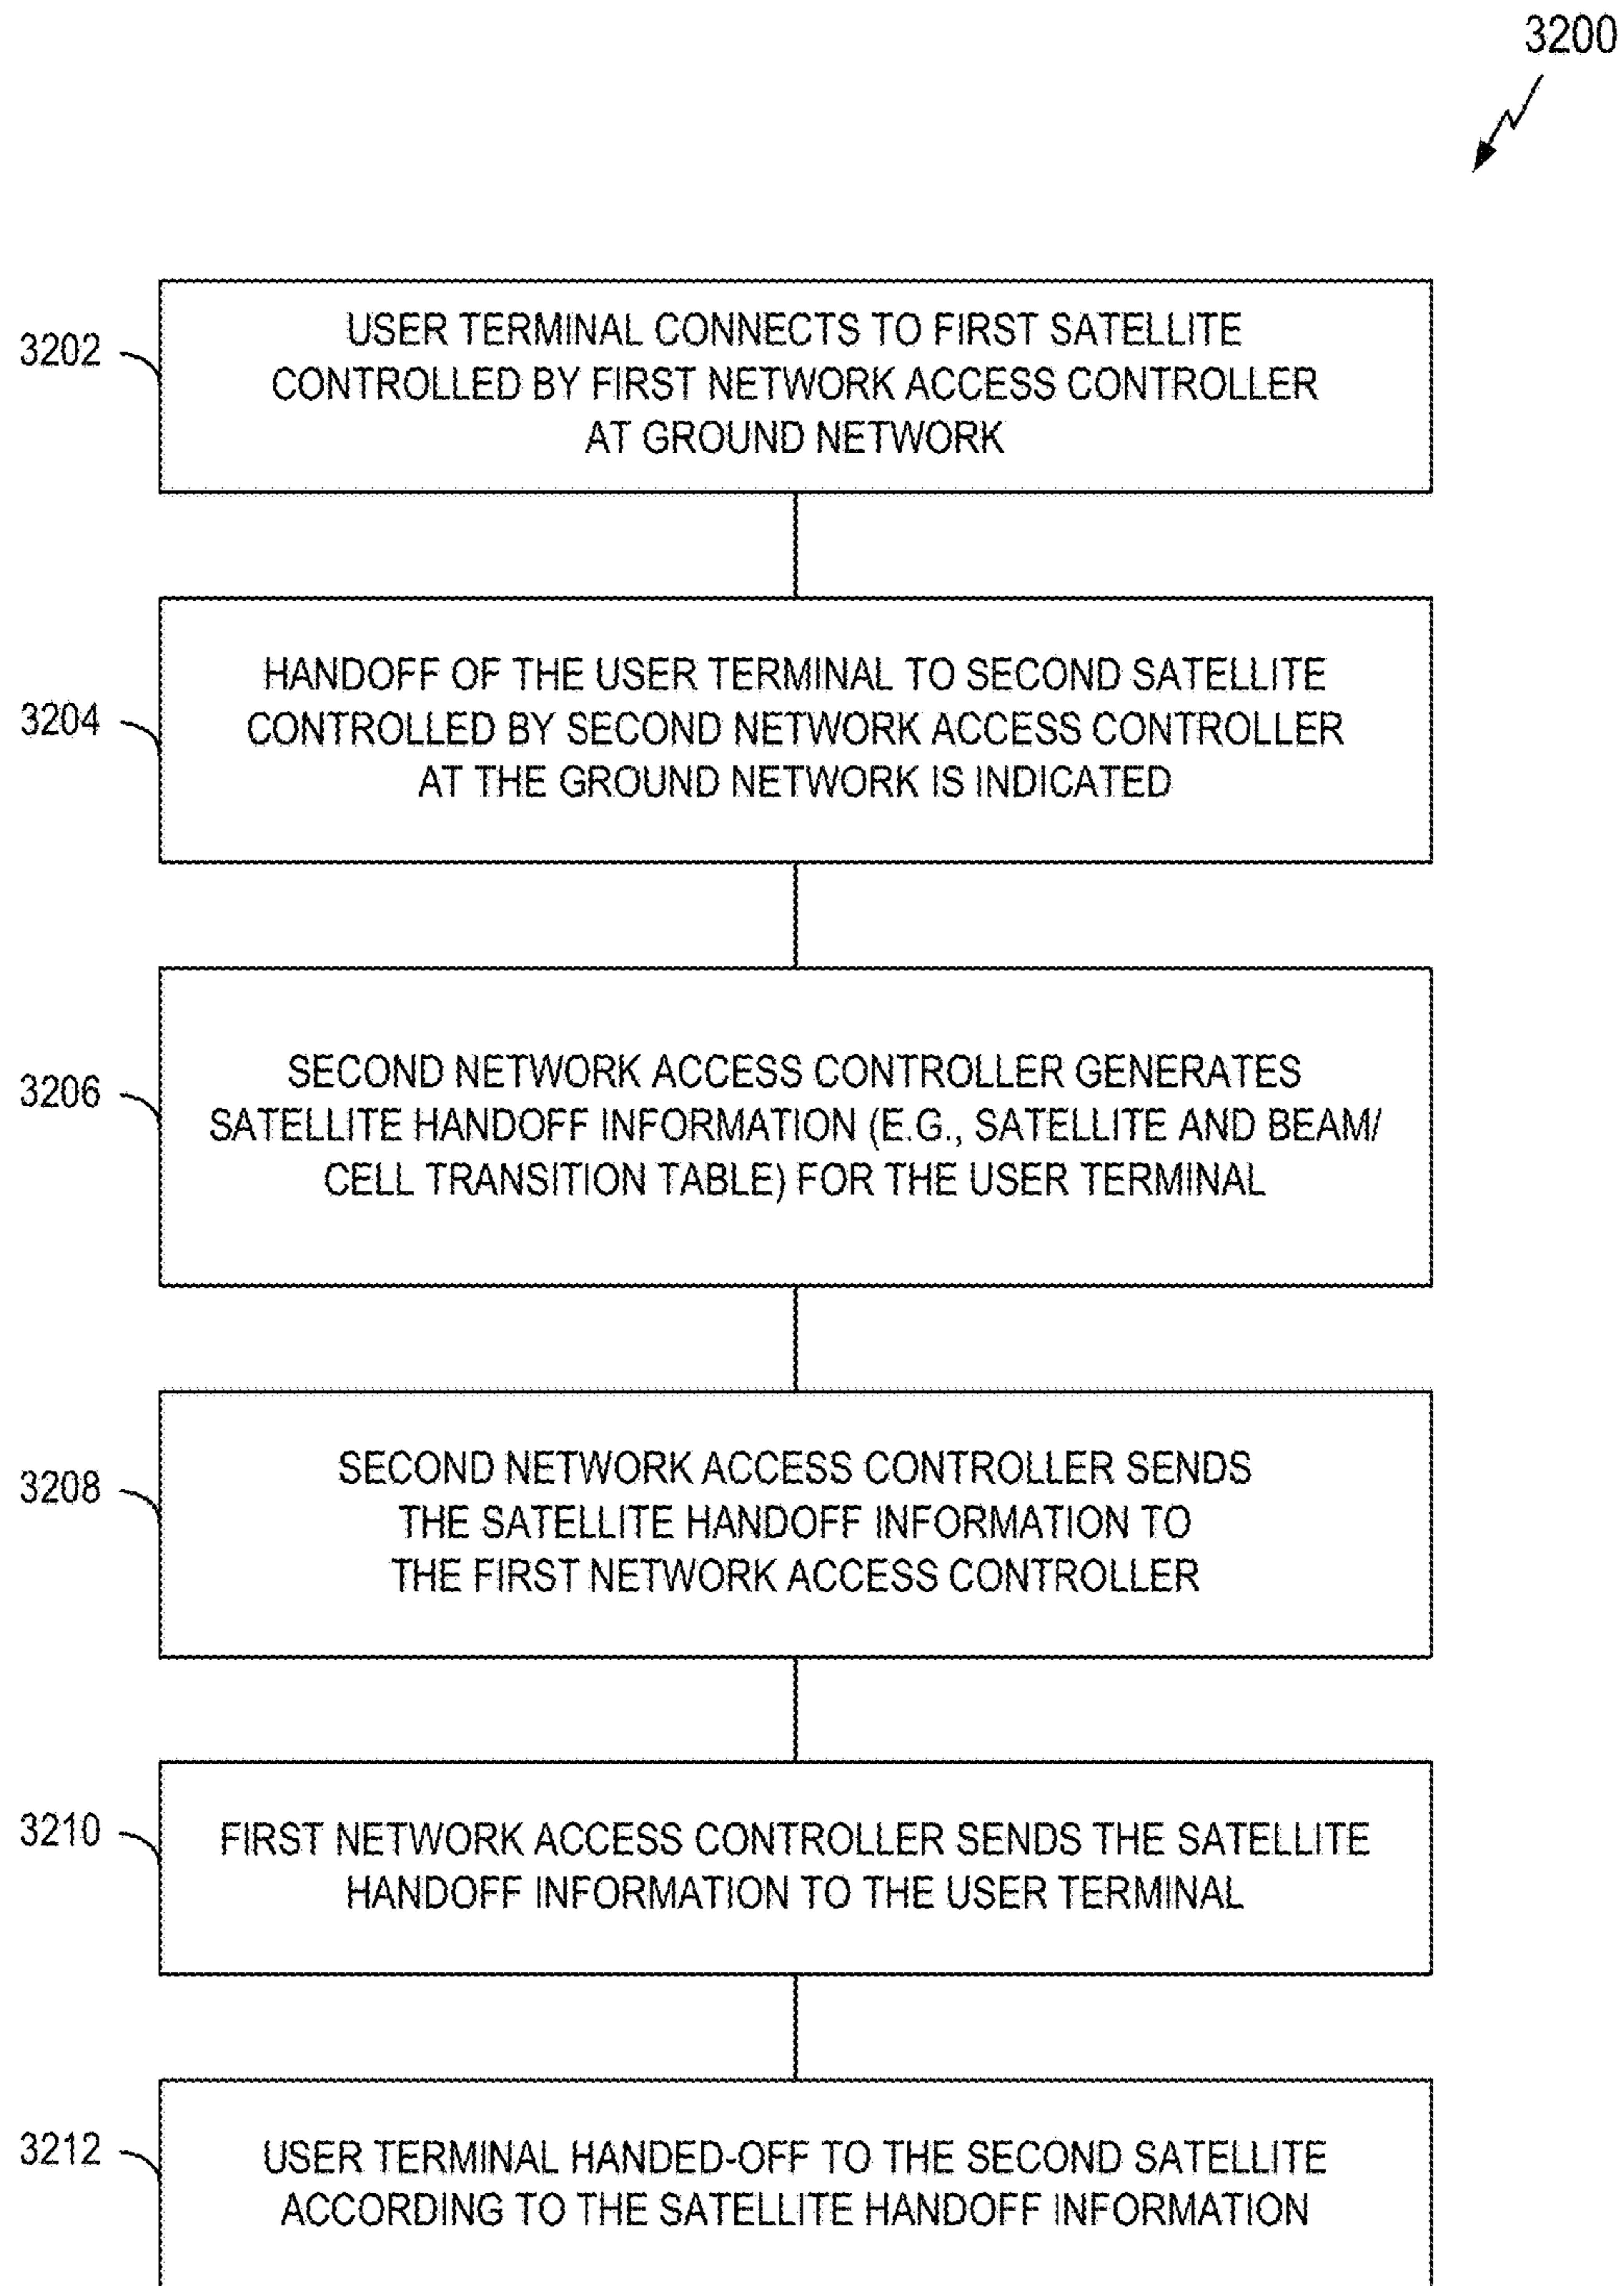 3200
3202
USER TERMINAL CONNECTS TO FIRST SATELLITE
CONTROLLED BY FIRST NETWORK ACCESS CONTROLLER
AT GROUND NETWORK
3204
HANDOFF OF THE USER TERMINAL TO SECOND SATELLITE
CONTROLLED BY SECOND NETWORK ACCESS CONTROLLER
AT THE GROUND NETWORK IS INDICATED
3206
SECOND NETWORK ACCESS CONTROLLER GENERATES
SATELLITE HANDOFF INFORMATION (E.G., SATELLITE AND BEAM/
CELL TRANSITION TABLE) FOR THE USER TERMINAL
3208
SECOND NETWORK ACCESS CONTROLLER SENDS
THE SATELLITE HANDOFF INFORMATION TO
THE FIRST NETWORK ACCESS CONTROLLER
3210
FIRST NETWORK ACCESS CONTROLLER SENDS THE SATELLITE
HANDOFF INFORMATION TO THE USER TERMINAL
3212
USER TERMINAL HANDED-OFF TO THE SECOND SATELLITE
ACCORDING TO THE SATELLITE HANDOFF INFORMATION